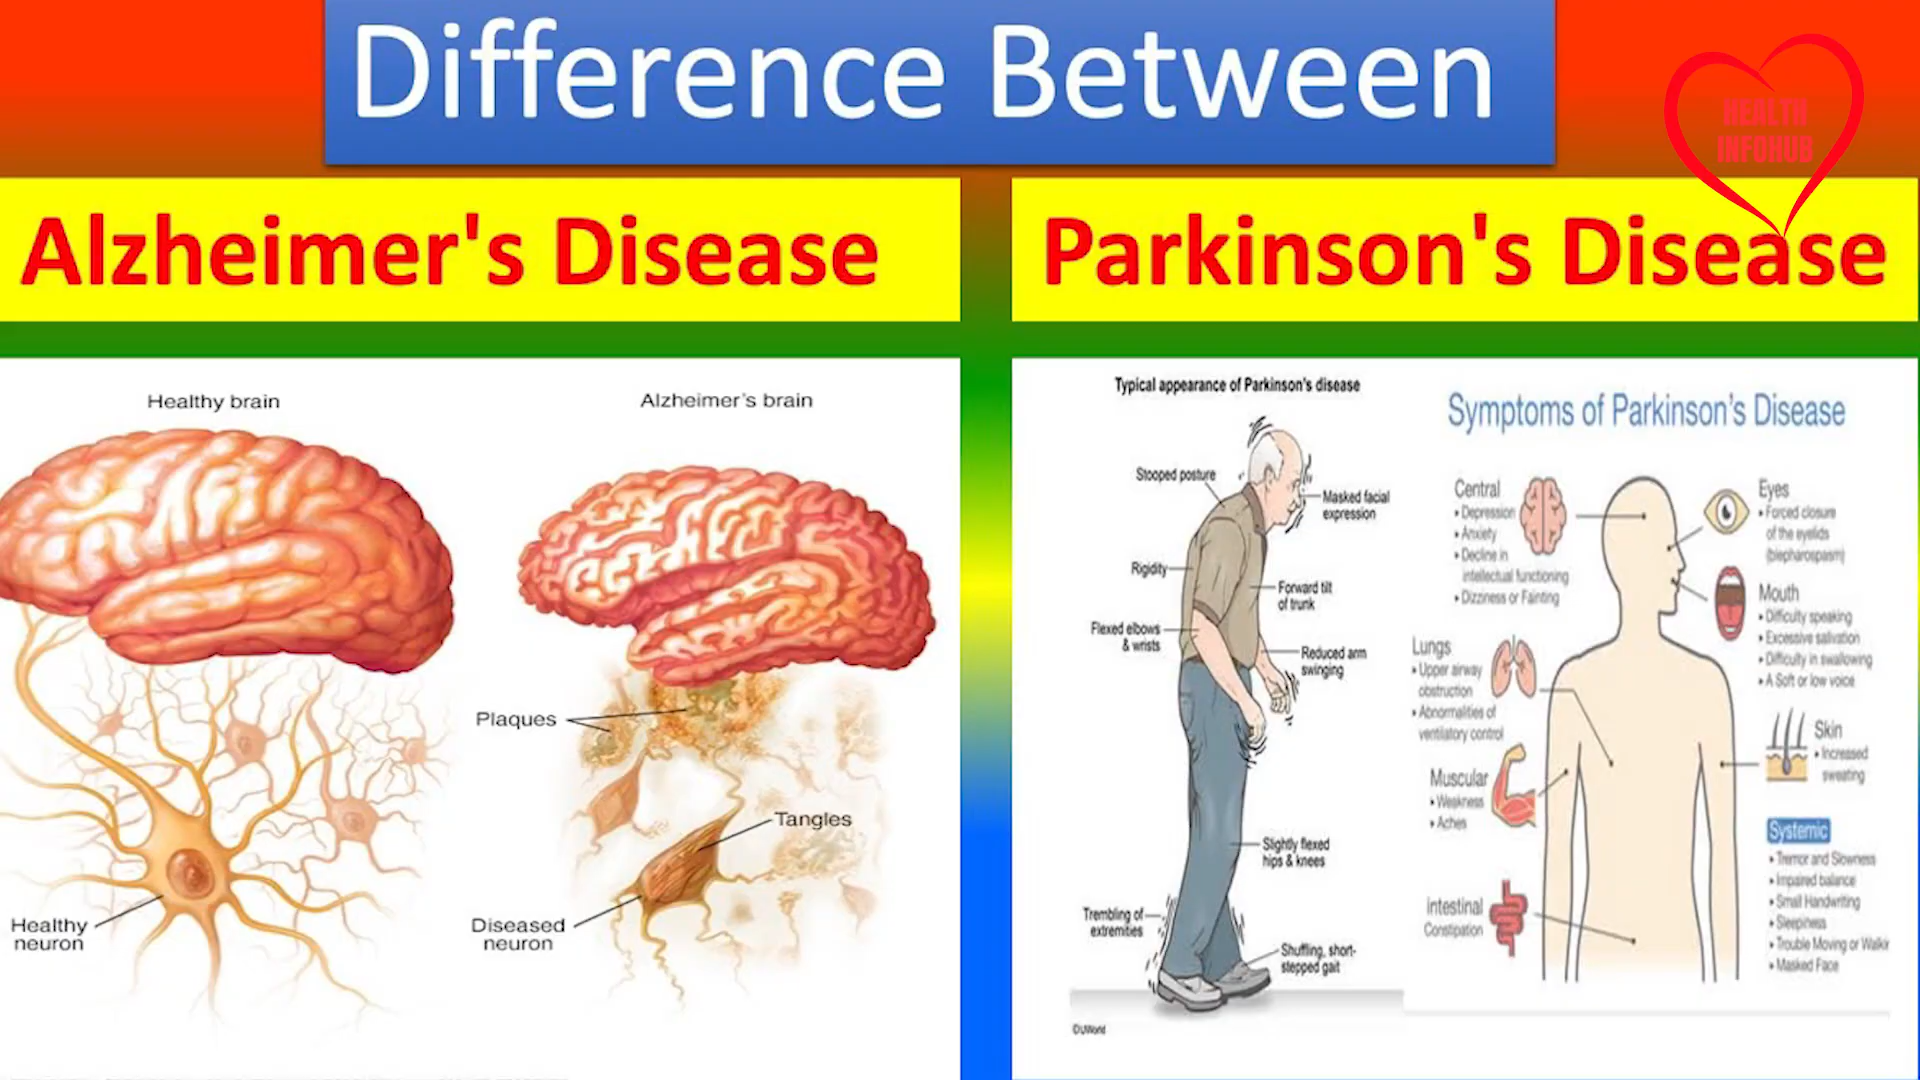 Difference Between
HEALTH
INFOHUB
Alzheimer's Disease
Parkinson's Disease
Healthy brain
Alzheimer's brain
Plaques
Tangles
Healthy
neuron
Diseased
neuron
Typical appearance of Parkinson's disease
Stooped posture
Masked facial
expression
Rigidity
Forward tilt
of trunk
Flexed elbows
& wrists
Reduced arm
swinging
Slightly flexed
hips & knees
Trembling of
extremities
Shuffling, short-
stepped gait
©UWorld
Symptoms of Parkinson's Disease
Central
• Depression
• Anxiety
• Decline in
intellectual functioning
• Dizziness or Fainting
Eyes
• Forced closure
of the eyelids
(blepharospasm)
Mouth
• Difficulty speaking
• Excessive salivation
• Difficulty in swallowing
• A Soft or low voice
Lungs
• Upper airway
obstruction
• Abnormalities of
ventilatory control
Skin
• Increased
sweating
Muscular
• Weakness
• Aches
Systemic
• Tremor and Slowness
• Impaired balance
• Small Handwriting
• Sleepiness
• Trouble Moving or Walkir
• Masked Face
intestinal
Constipation